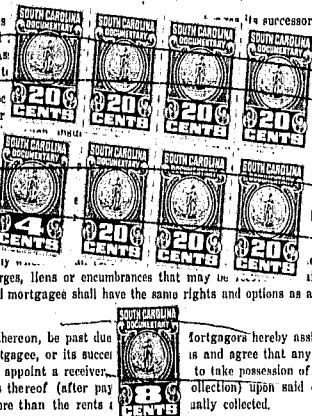 its successor
SOUTH CAROLINA SOUTH CAROLINA SOUTH CAROLINA SOUTH CAROLINA
DOCUMENTARY DOCUMENTARY DOCUMENTARY DOCUMENTARY
20 20 20 20
CENTS CENTS CENTS CENTS
SOUTH CAROLINA SOUTH CAROLINA SOUTH CAROLINA SOUTH CAROLINA
DOCUMENTARY DOCUMENTARY DOCUMENTARY DOCUMENTARY
4 20 20 20
CENTS CENTS CENTS CENTS
rges, liens or encumbrances that may be
l mortgagee shall have the same rights and options as a
SOUTH CAROLINA
DOCUMENTARY
hereon, be past due ortgagors hereby ass
tgagee, or its succe s and agree that any
appoint a receiver, to take possession of
thereof (after pay ollection) upon said
ore than the rents ually collected.
8
CENTS